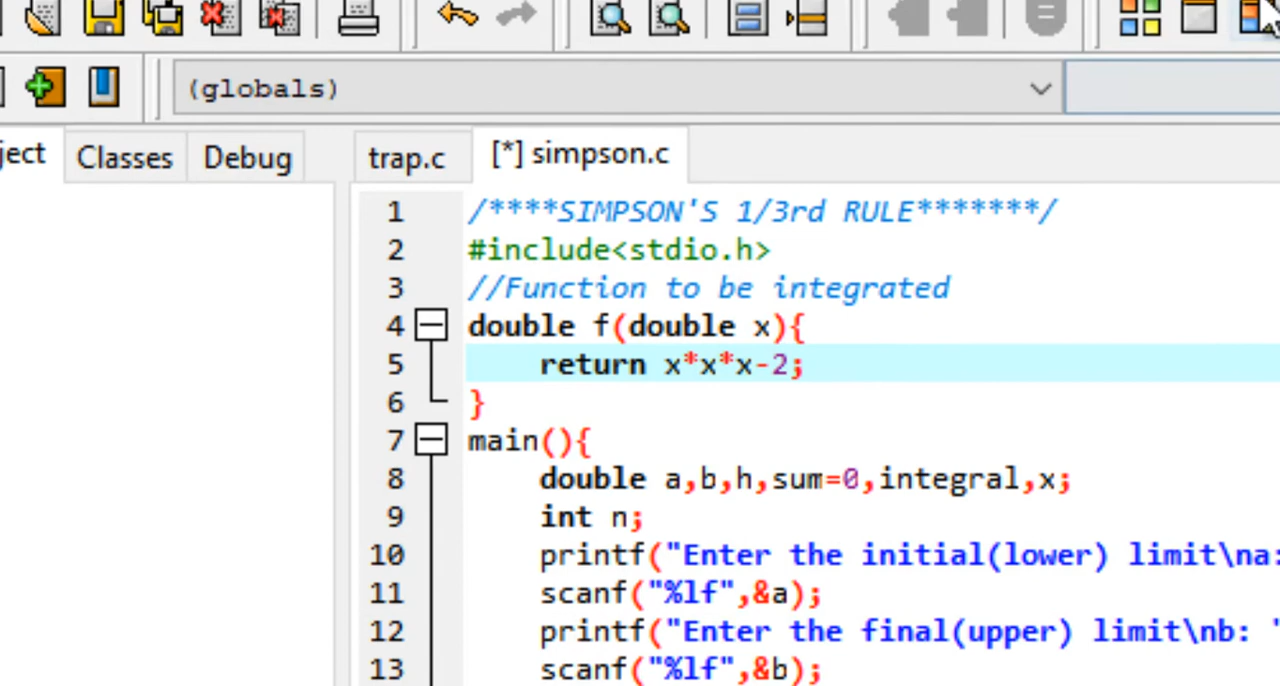 (globals)
ject Classes Debug trap.c [*] simpson.c
1 /****SIMPSON'S 1/3rd RULE*******/
2 #include<stdio.h>
3 //Function to be integrated
4 double f(double x){
5 return x*x*x-2;
6 }
7 main(){
8 double a,b,h,sum=0,integral,x;
9 int n;
10 printf("Enter the initial(lower) limit\na:
11 scanf("%lf",&a);
12 printf("Enter the final(upper) limit\nb: "
13 scanf("%lf",&b);